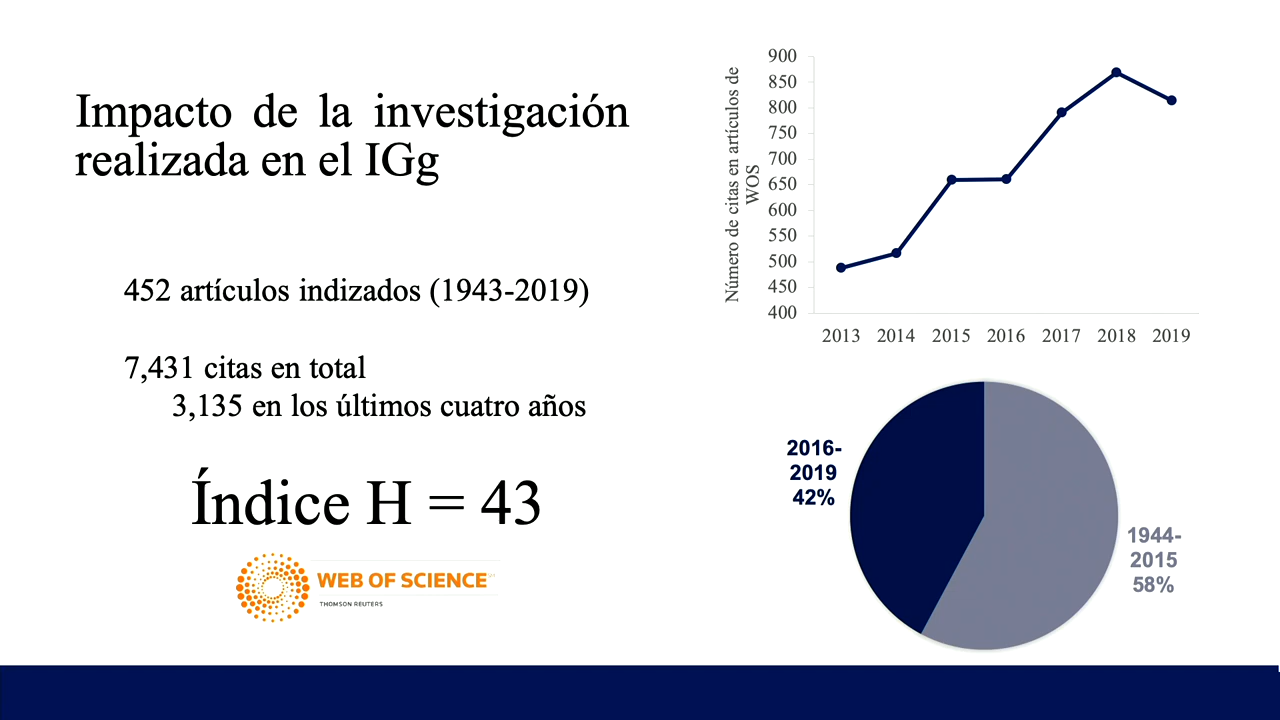 Impacto de la investigación
realizada en el IGg
452 artículos indizados (1943-2019)
7,431 citas en total
3,135 en los últimos cuatro años
Índice H = 43
WEB OF SCIENCE
THOMSON REUTERS
Número de citas en artículos de
WOS
900
850
800
750
700
650
600
550
500
450
400
2013 2014 2015 2016 2017 2018 2019
2016-
2019
42%
1944-
2015
58%